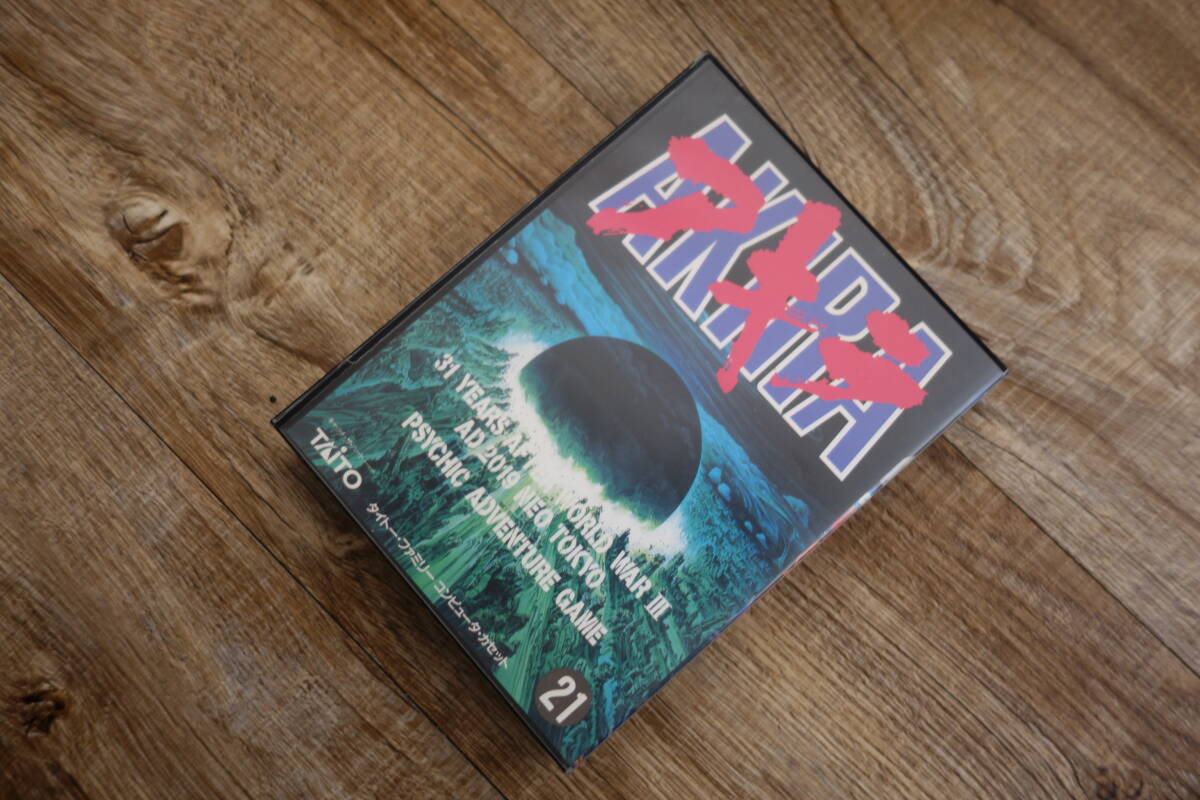 AKIRA
アキラ
31 YEARS AFTER WORLD WAR III
AD.2019 NEO TOKYO.
PSYCHIC ADVENTURE GAME
TAITO
タイトー・ファミリーコンピュータ・カセット
21